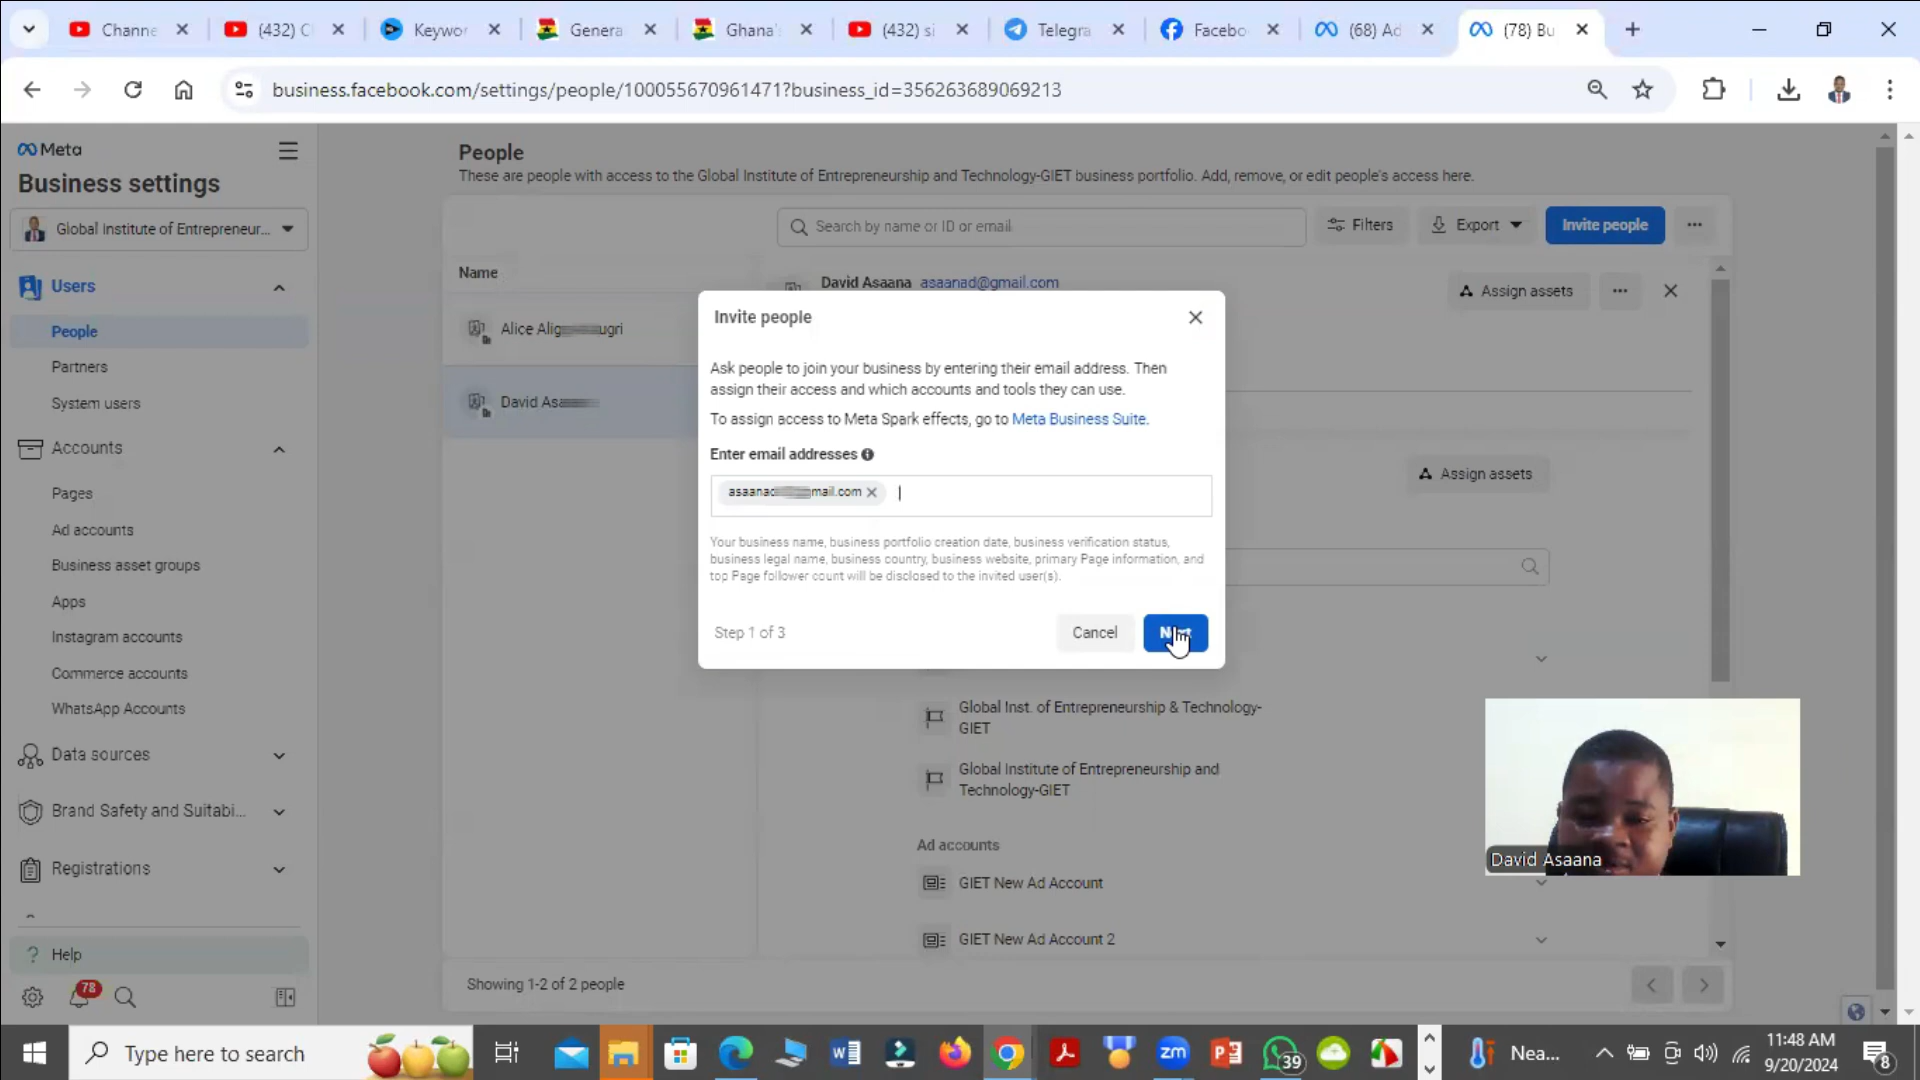 Channe
(432) C
Keywor
Genera
Ghana'
(432) si
Telegra
Facebo
(68) Ad
(78) Bu
business.facebook.com/settings/people/100055670961471?business_id=356263689069213
Meta
Business settings
Global Institute of Entrepreneur...
Users
People
Partners
System users
Accounts
Pages
Ad accounts
Business asset groups
Apps
Instagram accounts
Commerce accounts
WhatsApp Accounts
Data sources
Brand Safety and Suitabi...
Registrations
Help
78
People
These are people with access to the Global Institute of Entrepreneurship and Technology-GIET business portfolio. Add, remove, or edit people's access here.
Search by name or ID or email
Filters
Export
Invite people
Name
Alice
David
David Asaana asaanad@gmail.com
Assign assets
Invite people
Ask people to join your business by entering their email address. Then
assign their access and which accounts and tools they can use.
To assign access to Meta Spark effects, go to Meta Business Suite.
Enter email addresses
Your business name, business portfolio creation date, business verification status,
business legal name, business country, business website, primary Page information, and
top Page follower count will be disclosed to the invited user(s).
Step 1 of 3
Cancel
Assign assets
Global Inst. of Entrepreneurship & Technology-
GIET
Global Institute of Entrepreneurship and
Technology-GIET
Ad accounts
GIET New Ad Account
GIET New Ad Account 2
David Asaana
Showing 1-2 of 2 people
Type here to search
zm
39
Nea...
11:48 AM
9/20/2024
8